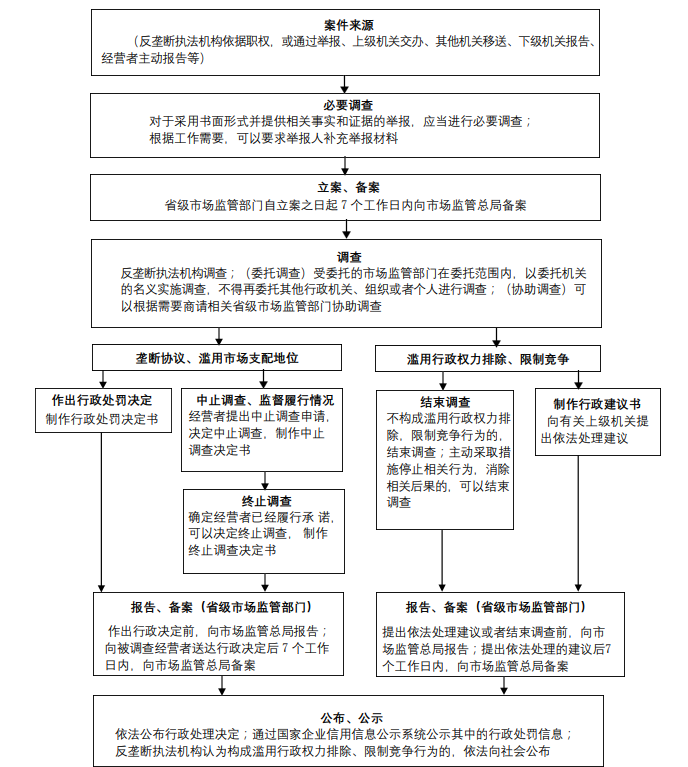 案件来源
（反垄断执法机构依据职权，或通过举报、上级机关交办、其他机关移送、下级机关报告、
经营者主动报告等）
必要调查
对于采用书面形式并提供相关事实和证据的举报，应当进行必要调查；
根据工作需要，可以要求举报人补充举报材料
立案、备案
省级市场监管部门自立案之日起 7 个工作日内向市场监管总局备案
调查
反垄断执法机构调查；（委托调查）受委托的市场监管部门在委托范围内，以委托机关
的名义实施调查，不得再委托其他行政机关、组织或者个人进行调查；（协助调查）可
以根据需要商请相关省级市场监管部门协助调查
垄断协议、滥用市场支配地位
滥用行政权力排除、限制竞争
作出行政处罚决定
制作行政处罚决定书
中止调查、监督履行情况
经营者提出中止调查申请，
决定中止调查，制作中止
调查决定书
终止调查
确定经营者已经履行承 诺，
可以决定终止调查， 制作
终止调查决定书
结束调查
不构成滥用行政权力排
除，限制竞争行为的，
结束调查；主动采取措
施停止相关行为，消除
相关后果的，可以结束
调查
制作行政建议书
向有关上级机关提
出依法处理建议
报告、备案（省级市场监管部门）
作出行政决定前，向市场监管总局报告；
向被调查经营者送达行政决定后 7 个工作
日内，向市场监管总局备案
报告、备案（省级市场监管部门）
提出依法处理建议或者结束调查前，向市
场监管总局报告；提出依法处理的建议后7
个工作日内，向市场监管总局备案
公布、公示
依法公布行政处理决定；通过国家企业信用信息公示系统公示其中的行政处罚信息；
反垄断执法机构认为构成滥用行政权力排除、限制竞争行为的，依法向社会公布